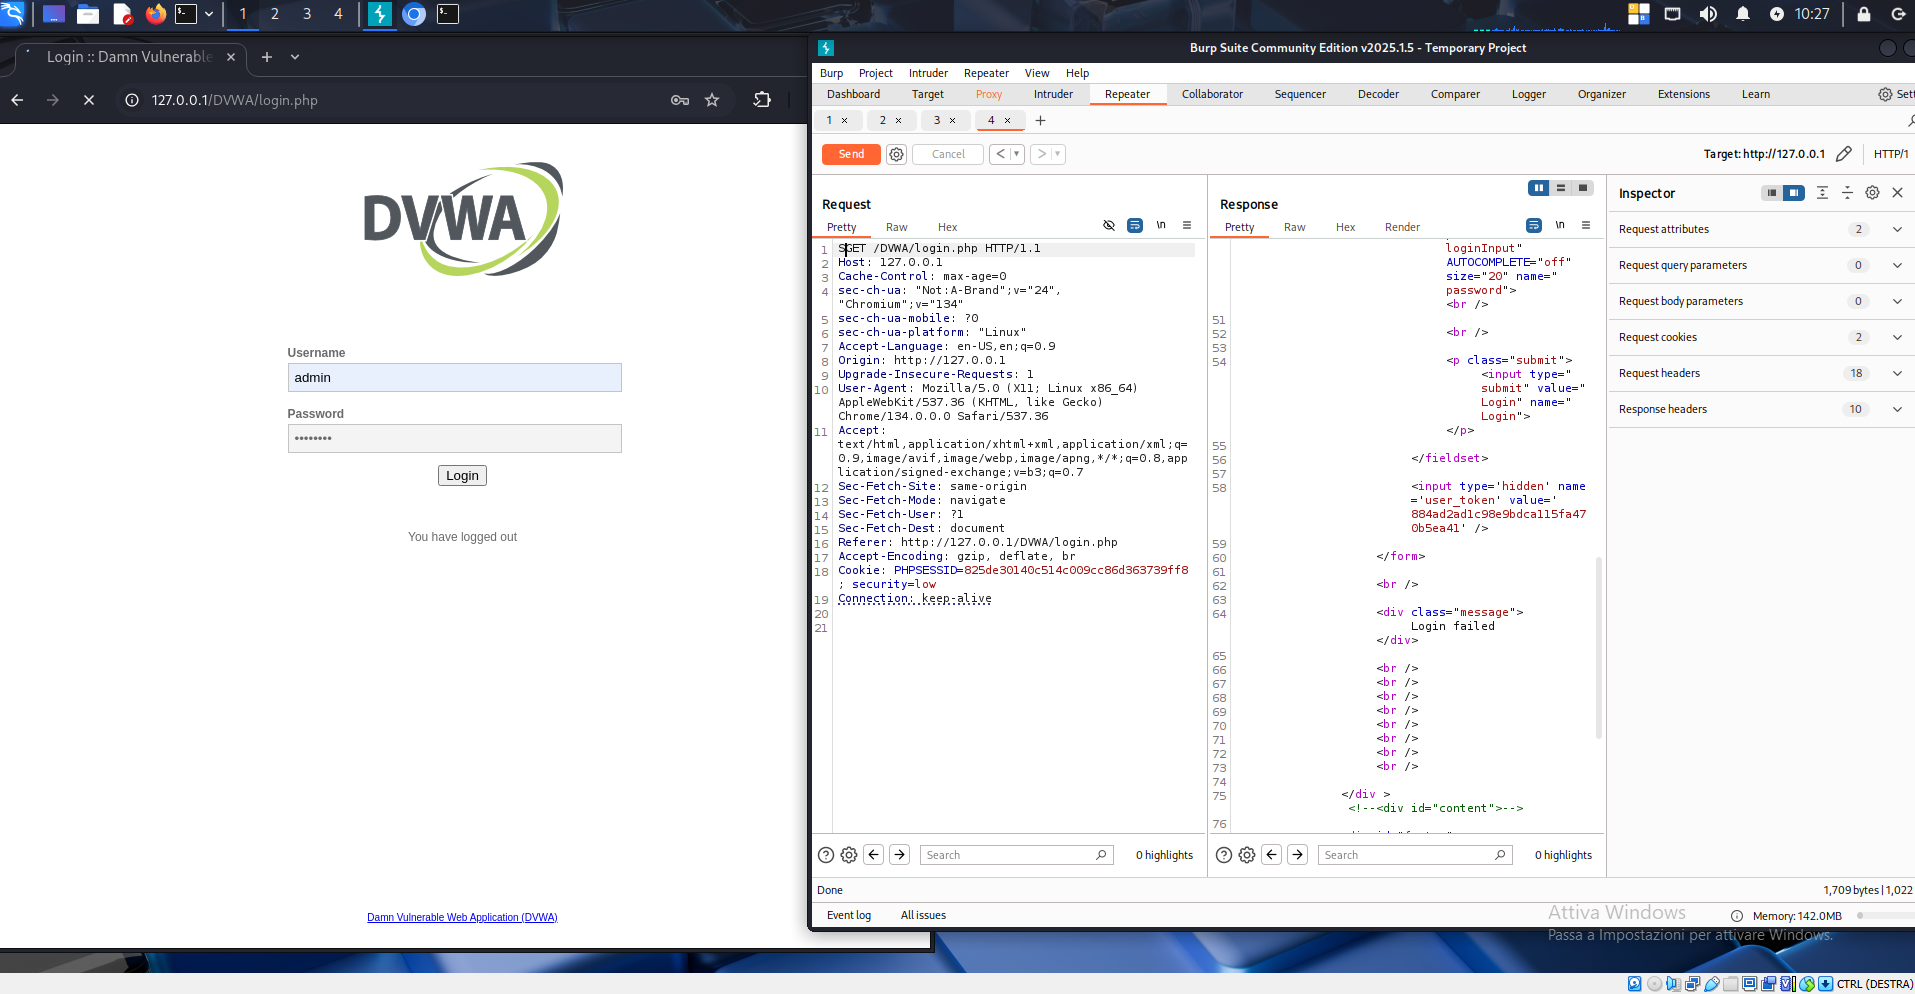 1 2 3 4 10:27
Login :: Damn Vulnerable
127.0.0.1/DVWA/login.php
DVWA
Username
admin
Password
••••••••
Login
You have logged out
Damn Vulnerable Web Application (DVWA)
Burp Suite Community Edition v2025.1.5 - Temporary Project
Burp Project Intruder Repeater View Help
Dashboard Target Proxy Intruder Repeater Collaborator Sequencer Decoder Comparer Logger Organizer Extensions Learn Sett
1 × 2 × 3 × 4 × +
Send Cancel < > Target: http://127.0.0.1 HTTP/1
Request
Pretty Raw Hex \n
1 SGET /DVWA/login.php HTTP/1.1
2 Host: 127.0.0.1
3 Cache-Control: max-age=0
4 sec-ch-ua: "Not:A-Brand";v="24",
"Chromium";v="134"
5 sec-ch-ua-mobile: ?0
6 sec-ch-ua-platform: "Linux"
7 Accept-Language: en-US,en;q=0.9
8 Origin: http://127.0.0.1
9 Upgrade-Insecure-Requests: 1
10 User-Agent: Mozilla/5.0 (X11; Linux x86_64)
AppleWebKit/537.36 (KHTML, like Gecko)
Chrome/134.0.0.0 Safari/537.36
11 Accept:
text/html,application/xhtml+xml,application/xml;q=
0.9,image/avif,image/webp,image/apng,*/*;q=0.8,app
lication/signed-exchange;v=b3;q=0.7
12 Sec-Fetch-Site: same-origin
13 Sec-Fetch-Mode: navigate
14 Sec-Fetch-User: ?1
15 Sec-Fetch-Dest: document
16 Referer: http://127.0.0.1/DVWA/login.php
17 Accept-Encoding: gzip, deflate, br
18 Cookie: PHPSESSID=825de30140c514c009cc86d363739ff8
; security=low
19 Connection: keep-alive
20
21
Search 0 highlights
Response
Pretty Raw Hex Render \n
loginInput"
AUTOCOMPLETE="off"
size="20" name="
password">
<br />
51
52 <br />
53
54 <p class="submit">
<input type="
submit" value="
Login" name="
Login">
</p>
55
56 </fieldset>
57
58 <input type='hidden' name
='user_token' value='
884ad2ad1c98e9bdca115fa47
0b5ea41' />
59
60 </form>
61
62 <br />
63
64 <div class="message">
Login failed
</div>
65
66 <br />
67 <br />
68 <br />
69 <br />
70 <br />
71 <br />
72 <br />
73 <br />
74
75 </div >
<!--<div id="content">-->
76
Search 0 highlights
Inspector
Request attributes 2
Request query parameters 0
Request body parameters 0
Request cookies 2
Request headers 18
Response headers 10
Done 1,709 bytes | 1,022
Event log All issues Memory: 142.0MB
Attiva Windows
Passa a Impostazioni per attivare Windows.
CTRL (DESTRA)